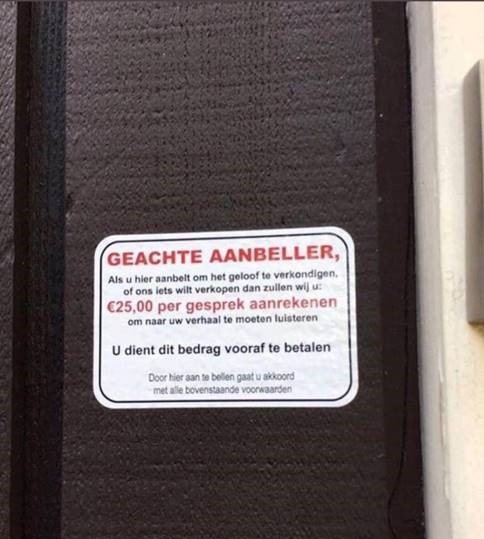 GEACHTE AANBELLER,
Als u hier aanbelt om het geloof te verkondigen,
of ons iets wilt verkopen dan zullen wij u:
€25,00 per gesprek aanrekenen
om naar uw verhaal te moeten luisteren
U dient dit bedrag vooraf te betalen
Door hier aan te bellen gaat u akkoord
met alle bovenstaande voorwaarden